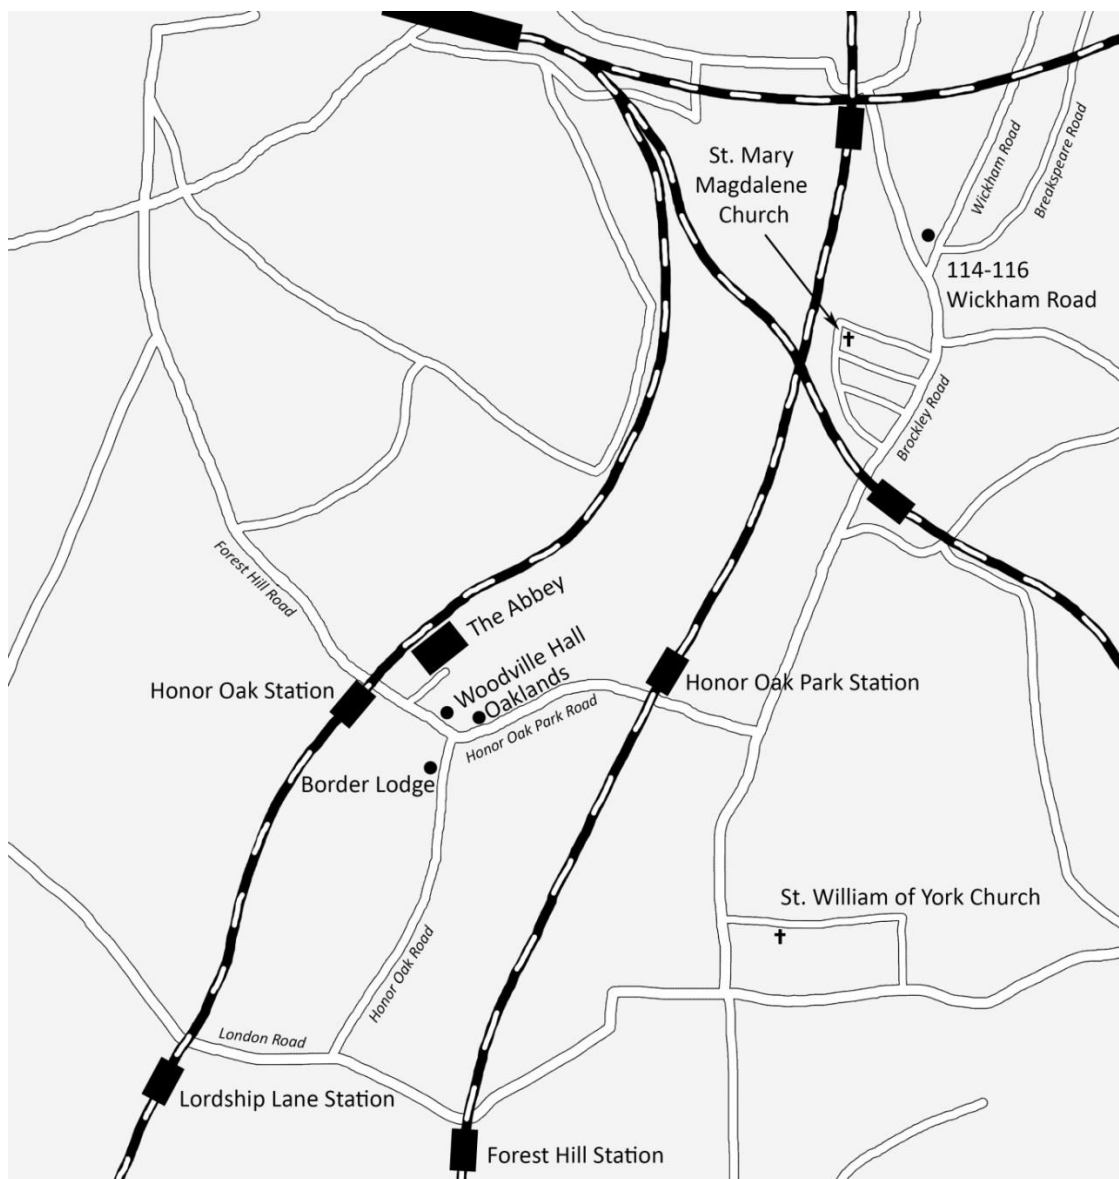 St. Mary
Magdalene
Church
Wickham Road
Breakspeare Road
114-116
Wickham Road
Brockley Road
Forest Hill Road
The Abbey
Woodville Hall
Oaklands
Honor Oak Station
Honor Oak Park Station
Honor Oak Park Road
Border Lodge
St. William of York Church
Honor Oak Road
London Road
Lordship Lane Station
Forest Hill Station